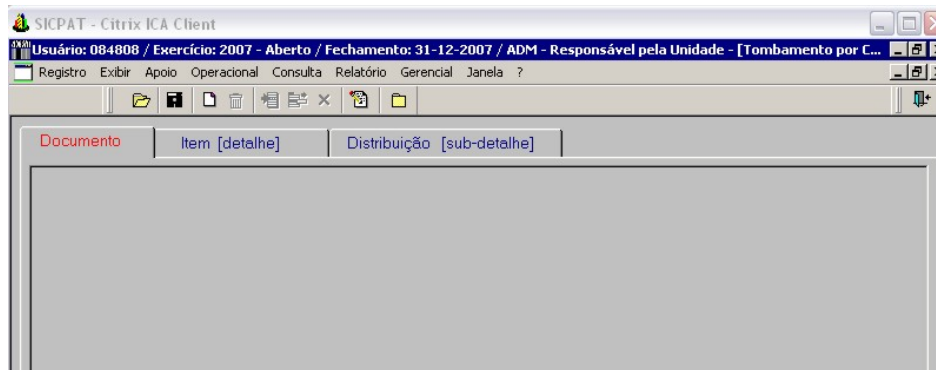 SICPAT - Citrix ICA Client
Usuário: 084808 / Exercício: 2007 - Aberto / Fechamento: 31-12-2007 / ADM - Responsável pela Unidade - [Tombamento por C...
Registro Exibir Apoio Operacional Consulta Relatório Gerencial Janela ?
Documento Item [detalhe] Distribuição [sub-detalhe]